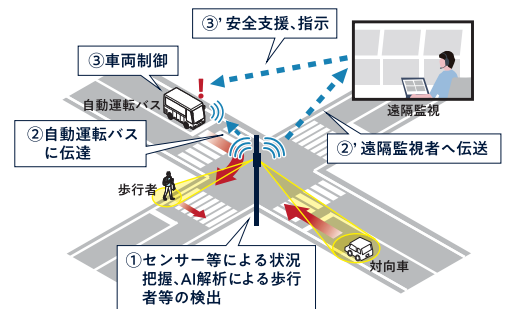 ③’安全支援、指示
③車両制御
自動運転バス
遠隔監視
②自動運転バス
に伝達
②’遠隔監視者へ伝送
歩行者
対向車
①センサー等による状況
把握、AI解析による歩行
者等の検出